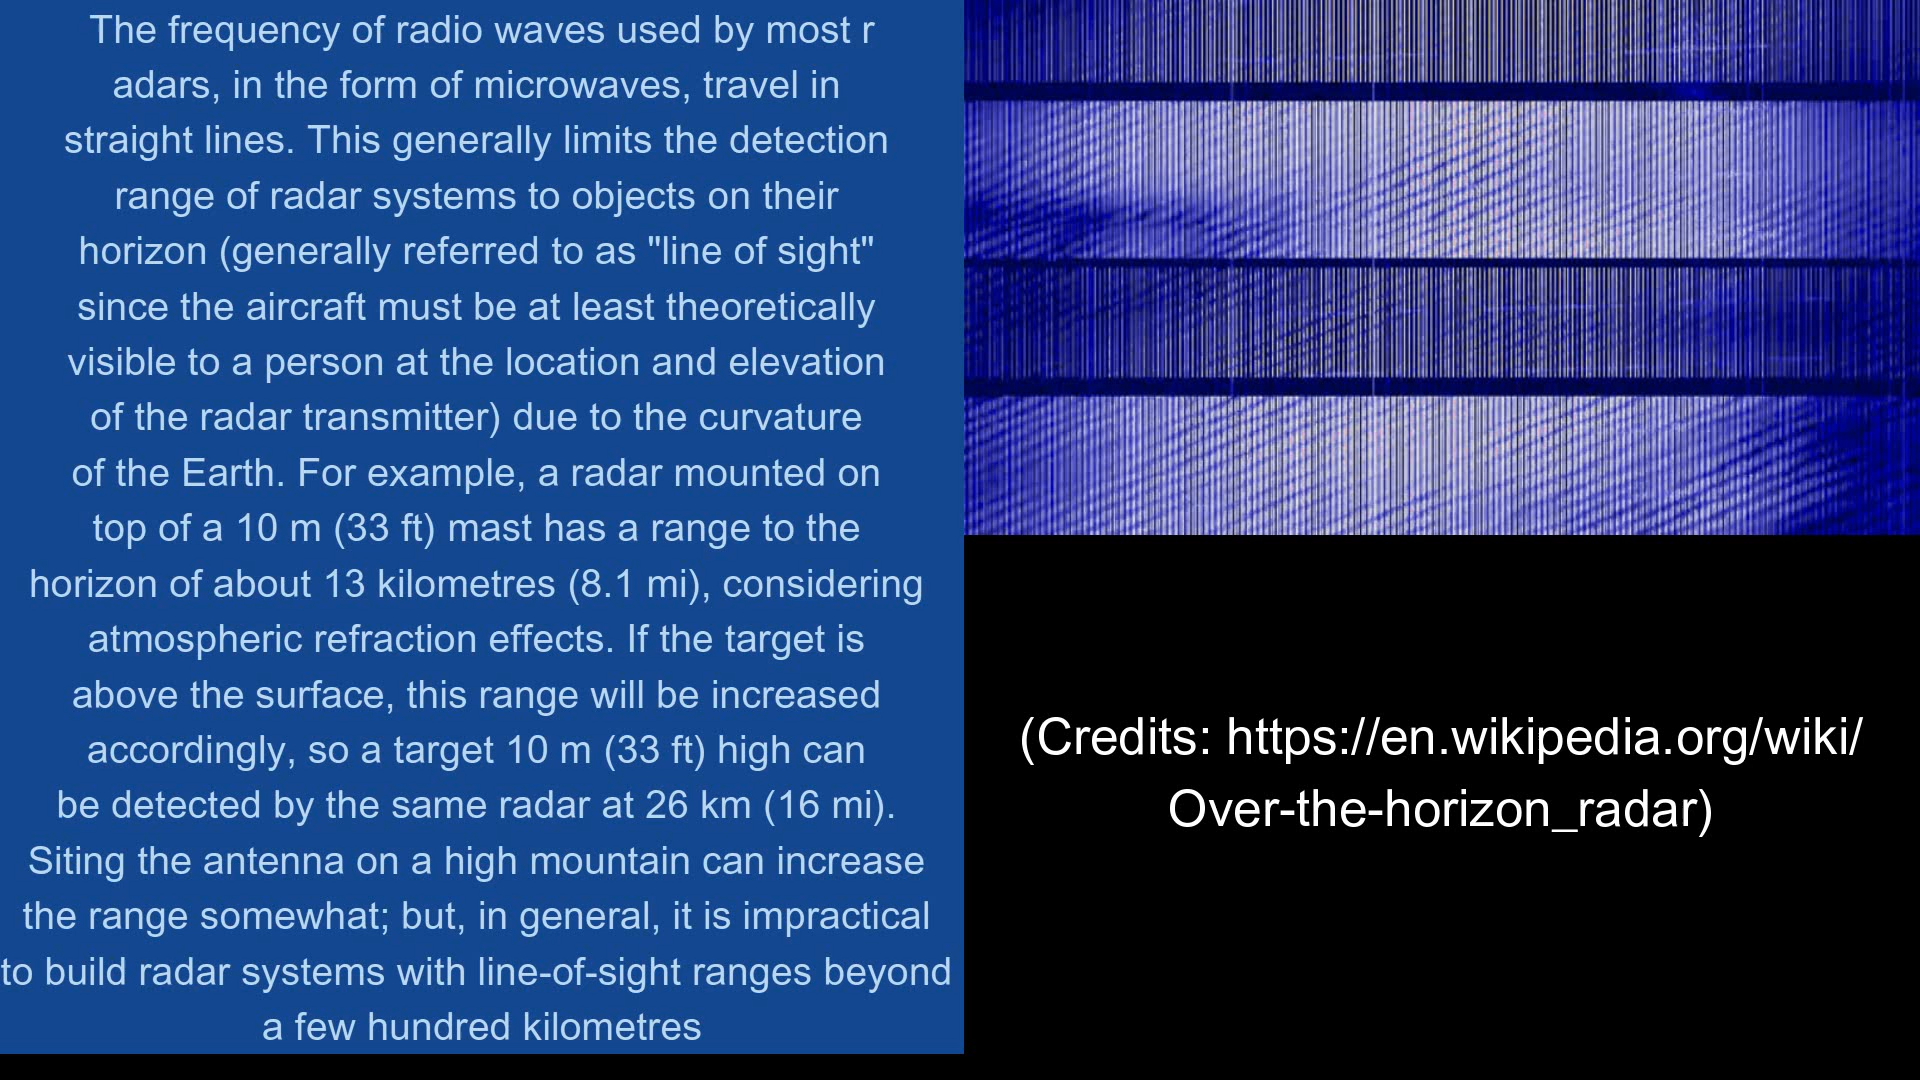 The frequency of radio waves used by most r
adars, in the form of microwaves, travel in
straight lines. This generally limits the detection
range of radar systems to objects on their
horizon (generally referred to as "line of sight"
since the aircraft must be at least theoretically
visible to a person at the location and elevation
of the radar transmitter) due to the curvature
of the Earth. For example, a radar mounted on
top of a 10 m (33 ft) mast has a range to the
horizon of about 13 kilometres (8.1 mi), considering
atmospheric refraction effects. If the target is
above the surface, this range will be increased
accordingly, so a target 10 m (33 ft) high can
be detected by the same radar at 26 km (16 mi).
Siting the antenna on a high mountain can increase
the range somewhat; but, in general, it is impractical
to build radar systems with line-of-sight ranges beyond
a few hundred kilometres
(Credits: https://en.wikipedia.org/wiki/
Over-the-horizon_radar)